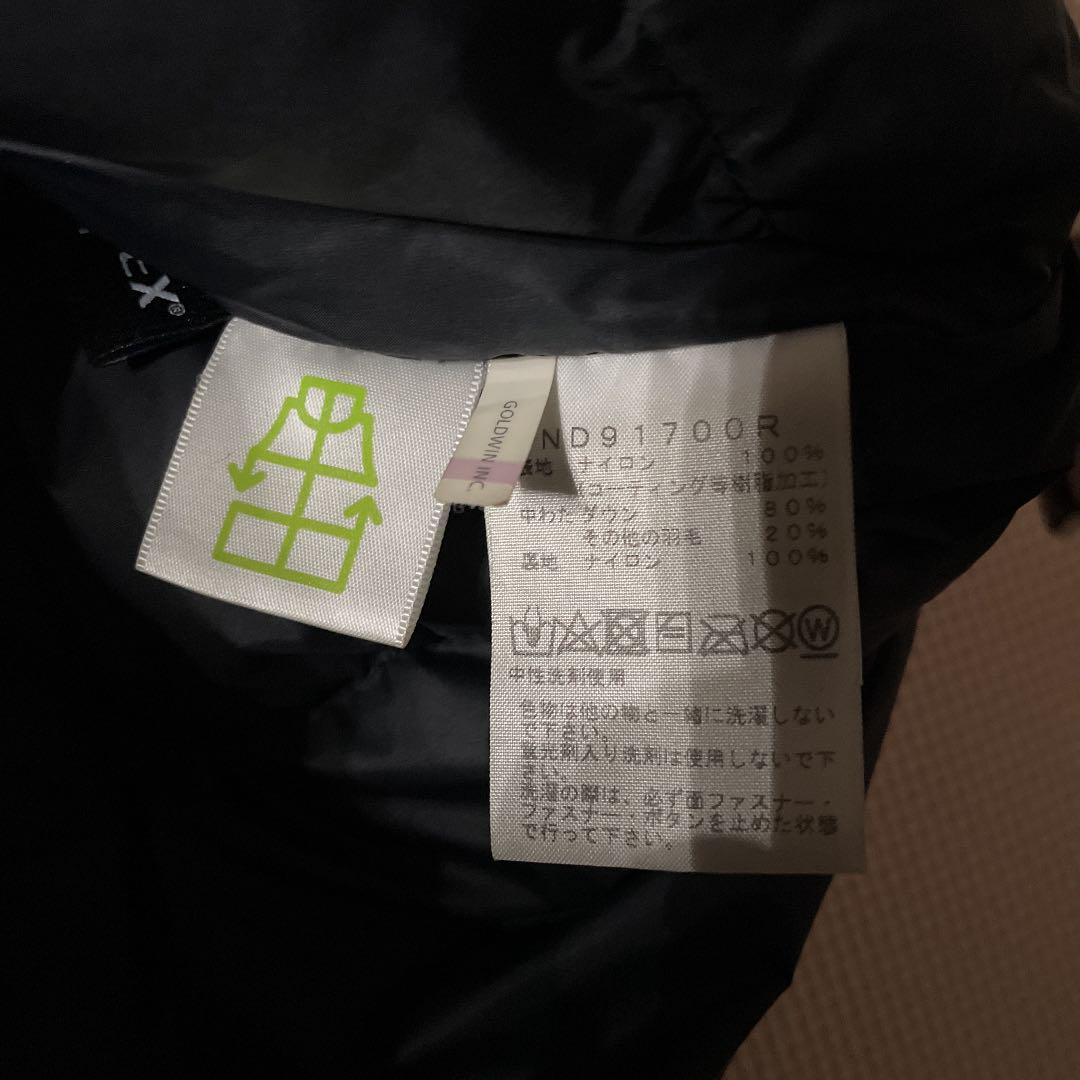 EX®
GOLDWIN INC.
ND91700R
表地 ナイロン 100%
(コーティング等樹脂加工)
中わた ダウン 80%
その他の羽毛 20%
裏地 ナイロン 100%
W
中性洗剤使用
色物は他の物と一緒に洗濯しない
で下さい。
蛍光剤入り洗剤は使用しないで下
さい。
洗濯の際は、必ず面ファスナー・
ファスナー・ボタンを止めた状態
で行って下さい。